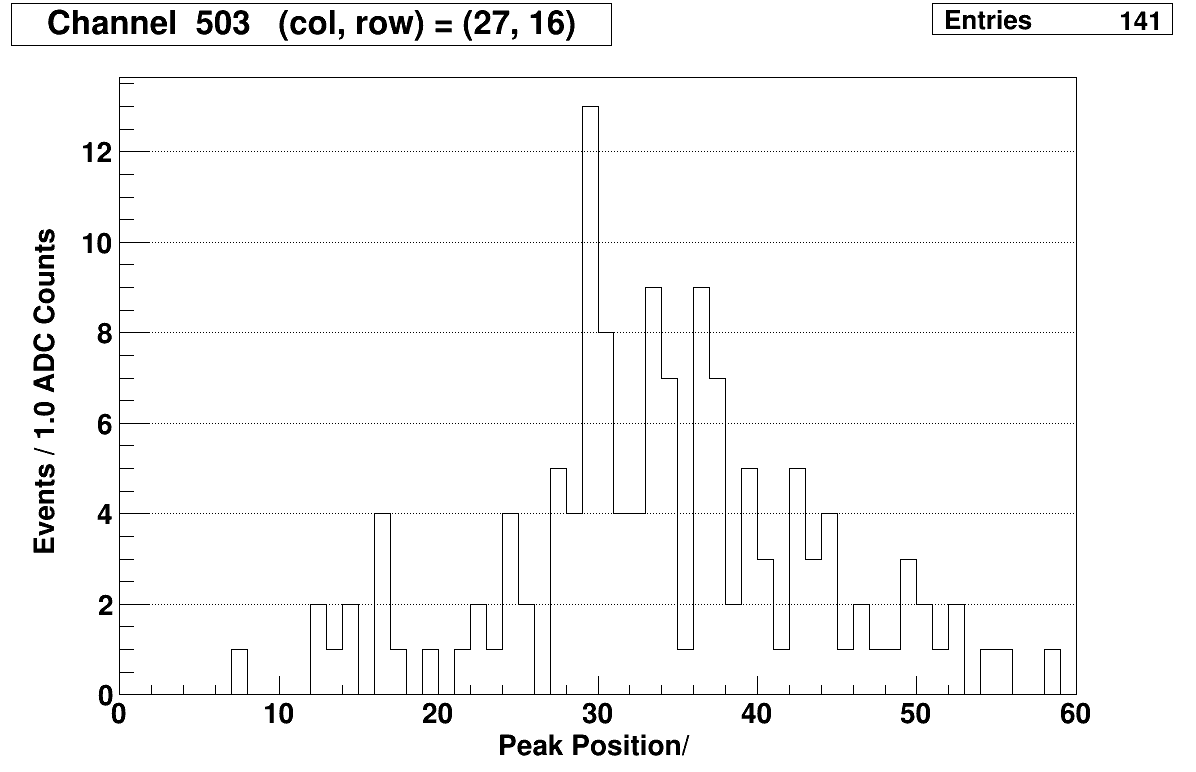 Channel 503 (col, row) = (27, 16)
Entries 141
12
10
8
6
4
2
0
Events / 1.0 ADC Counts
0 10 20 30 40 50 60
Peak Position/